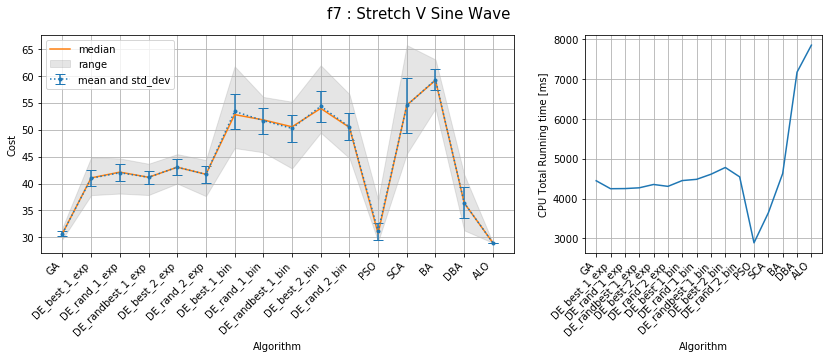 f7 : Stretch V Sine Wave
median
range
mean and std_dev
Cost
65
60
55
50
45
40
35
30
GA
DE_best_1_exp
DE_rand_1_exp
DE_randbest_1_exp
DE_best_2_exp
DE_rand_2_exp
DE_best_1_bin
DE_rand_1_bin
DE_randbest_1_bin
DE_best_2_bin
DE_rand_2_bin
PSO
SCA
BA
DBA
ALO
Algorithm
CPU Total Running time [ms]
8000
7000
6000
5000
4000
3000
GA
DE_best_1_exp
DE_rand_1_exp
DE_randbest_1_exp
DE_best_2_exp
DE_rand_2_exp
DE_best_1_bin
DE_rand_1_bin
DE_randbest_1_bin
DE_best_2_bin
DE_rand_2_bin
PSO
SCA
BA
DBA
ALO
Algorithm